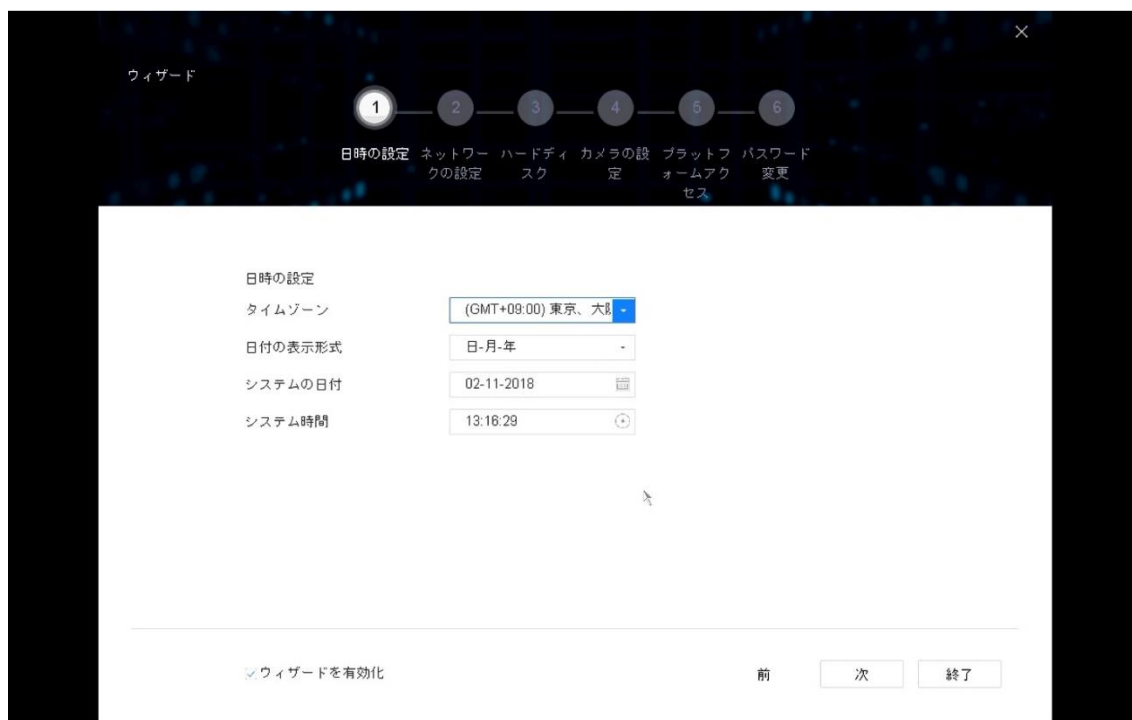 ウィザード
1 2 3 4 5 6
日時の設定 ネットワー ハードディ カメラの設 プラットフ パスワード
クの設定 スク 定 ォームアク 変更
セス
日時の設定
タイムゾーン (GMT+09:00) 東京、大阪
日付の表示形式 日-月-年
システムの日付 02-11-2018
システム時間 13:16:29
ウィザードを有効化 前 次 終了